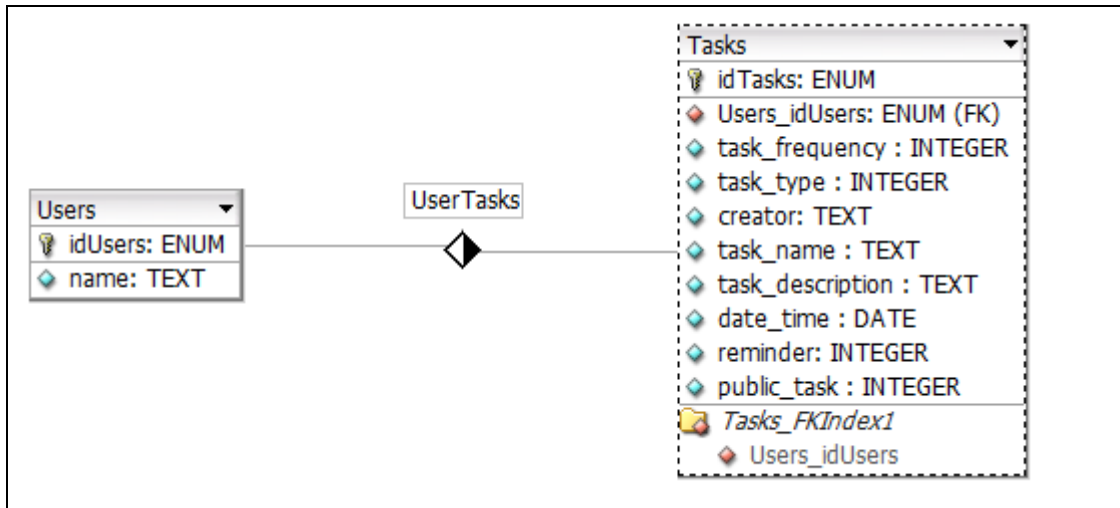 Users
idUsers: ENUM
name: TEXT
UserTasks
Tasks
idTasks: ENUM
Users_idUsers: ENUM (FK)
task_frequency : INTEGER
task_type : INTEGER
creator: TEXT
task_name : TEXT
task_description : TEXT
date_time : DATE
reminder: INTEGER
public_task : INTEGER
Tasks_FKIndex1
Users_idUsers